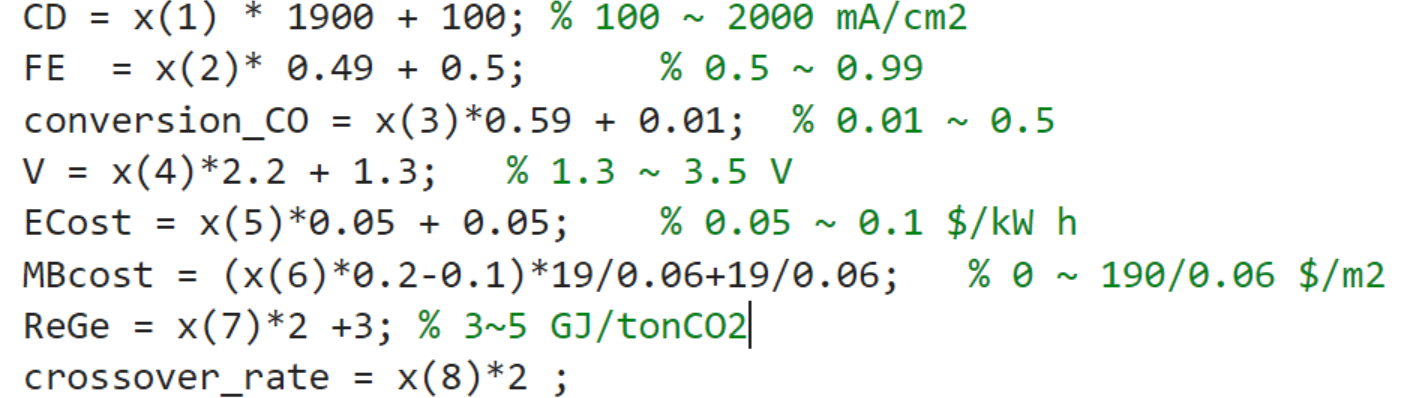 CD = x(1) * 1900 + 100; % 100 ~ 2000 mA/cm2
FE  = x(2)* 0.49 + 0.5;      % 0.5 ~ 0.99
conversion_CO = x(3)*0.59 + 0.01;  % 0.01 ~ 0.5
V = x(4)*2.2 + 1.3;   % 1.3 ~ 3.5 V
ECost = x(5)*0.05 + 0.05;    % 0.05 ~ 0.1 $/kW h
MBcost = (x(6)*0.2-0.1)*19/0.06+19/0.06;   % 0 ~ 190/0.06 $/m2
ReGe = x(7)*2 +3; % 3~5 GJ/tonCO2
crossover_rate = x(8)*2 ;